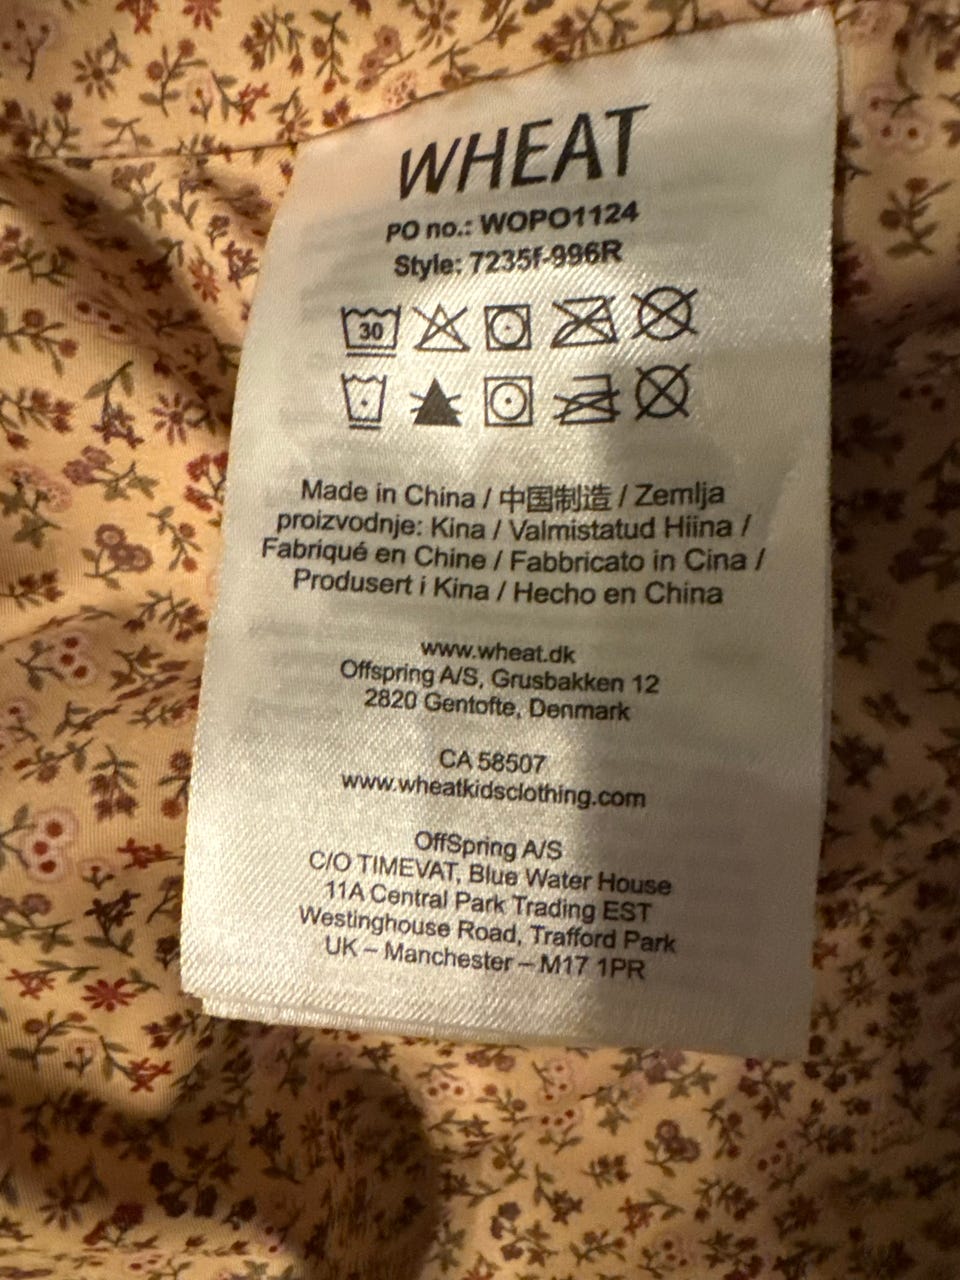 WHEAT
PO no.: WOPO1124
Style: 7235f-996R
30
Made in China / 中国制造 / Zemlja
proizvodnje: Kina / Valmistatud Hiina /
Fabriqué en Chine / Fabbricato in Cina /
Produsert i Kina / Hecho en China
www.wheat.dk
Offspring A/S, Grusbakken 12
2820 Gentofte, Denmark
CA 58507
www.wheatkidsclothing.com
OffSpring A/S
C/O TIMEVAT, Blue Water House
11A Central Park Trading EST
Westinghouse Road, Trafford Park
UK – Manchester – M17 1PR